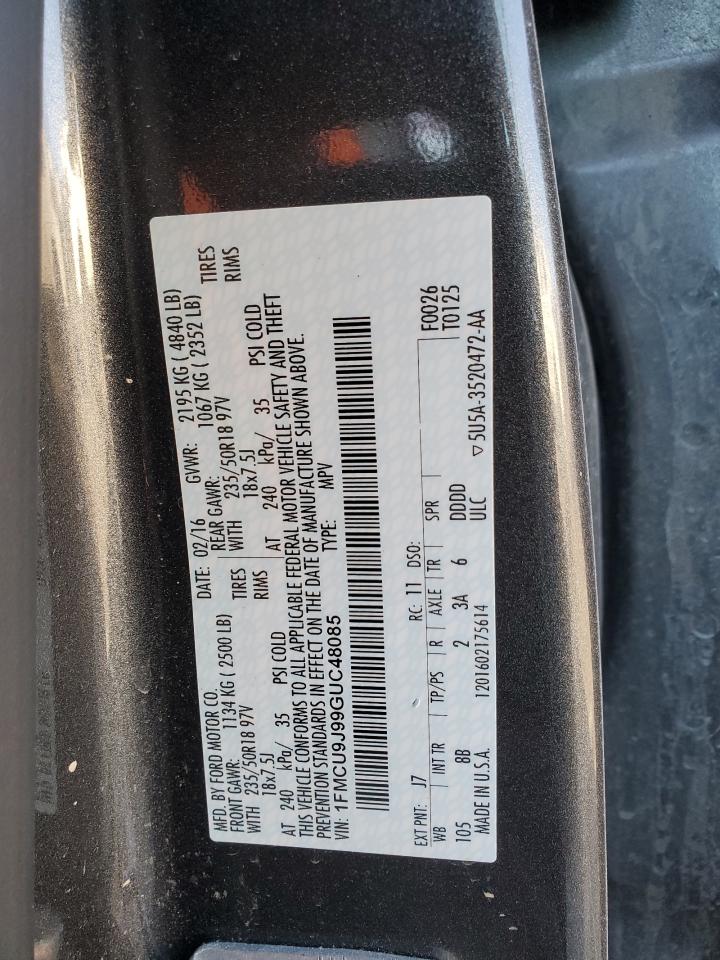 MFD. BY FORD MOTOR CO.
DATE: 02/16 GVWR: 2195 KG ( 4840 LB)
FRONT GAWR: 1134 KG ( 2500 LB) REAR GAWR: 1067 KG ( 2352 LB)
WITH 235/50R18 97V TIRES WITH 235/50R18 97V TIRES
18x7.5J RIMS 18x7.5J RIMS
AT 240 kPa/ 35 PSI COLD AT 240 kPa/ 35 PSI COLD
THIS VEHICLE CONFORMS TO ALL APPLICABLE FEDERAL MOTOR VEHICLE SAFETY AND THEFT
PREVENTION STANDARDS IN EFFECT ON THE DATE OF MANUFACTURE SHOWN ABOVE.
VIN: 1FMCU9J99GUC48085 TYPE: MPV
EXT PNT: J7 RC: 11 DSO: F0026
WB INT TR TP/PS R AXLE TR SPR T0125
105 8B 2 3A 6 DDDD
MADE IN U.S.A. 1201602175614 ULC ▽5U5A-3520472-AA